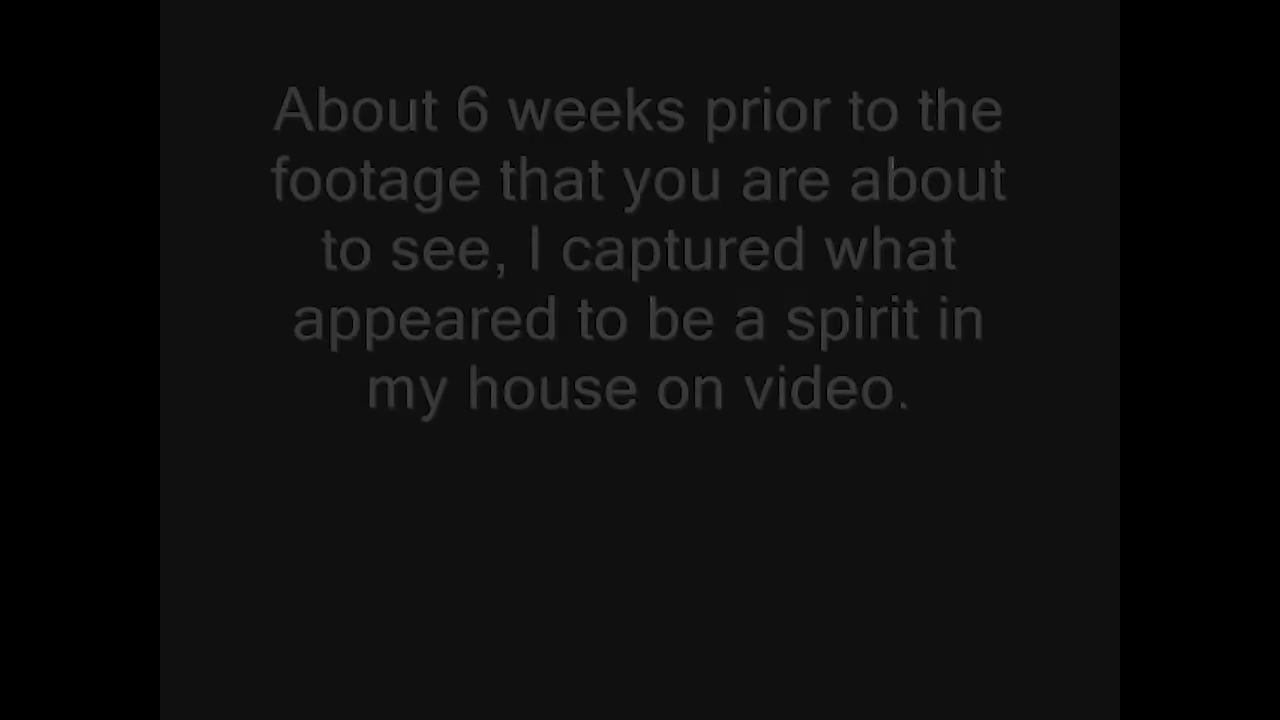 About 6 weeks prior to the
footage that you are about
to see, I captured what
appeared to be a spirit in
my house on video.